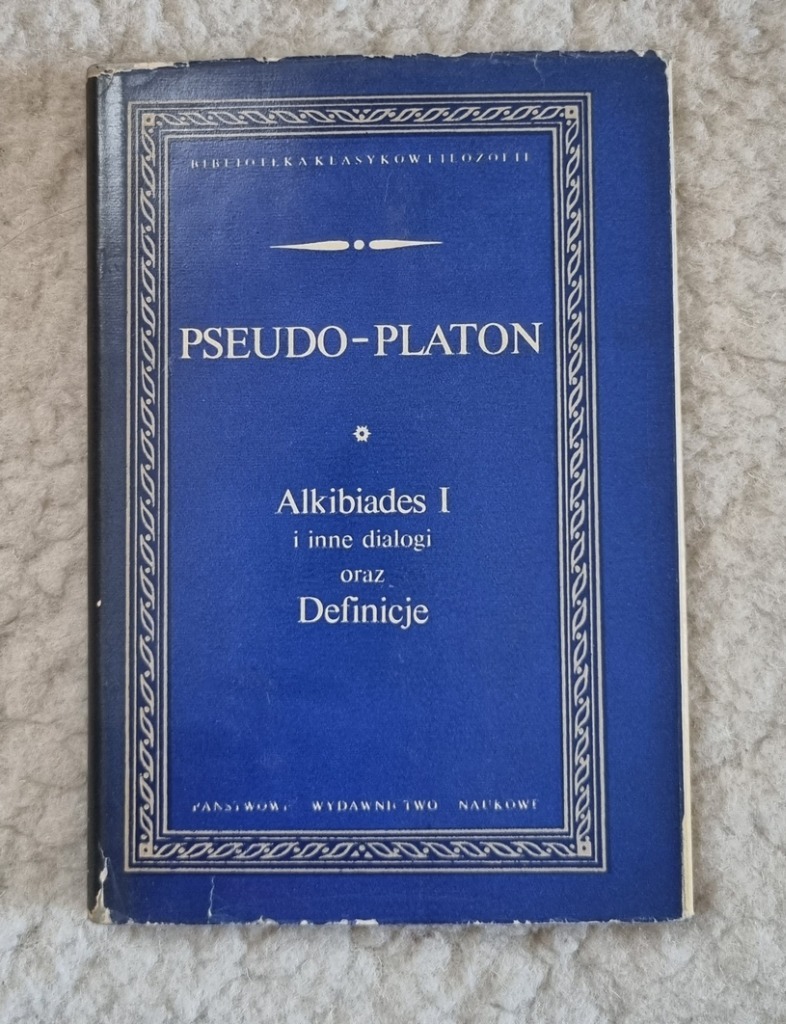 BIBLIOTEKA KLASYKÓW FILOZOFII
PSEUDO-PLATON
Alkibiades I
i inne dialogi
oraz
Definicje
PAŃSTWOWE WYDAWNICTWO NAUKOWE